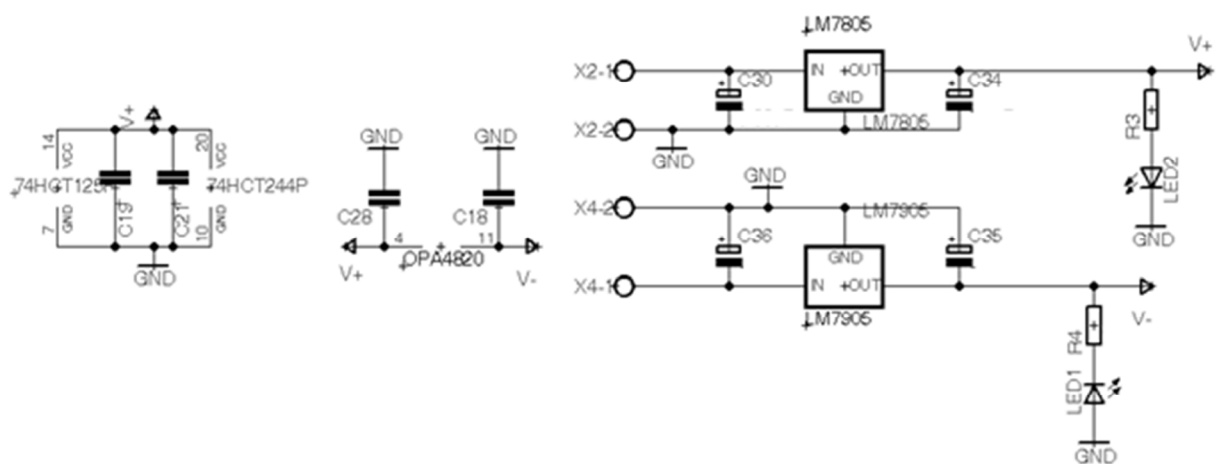 V+
14
VCC
20
VCC
74HCT125
74HCT244P
C19
C21
7
GND
10
GND
GND
GND
GND
C28
C18
4
11
OPA4820
V+
V-
LM7805
X2-1
C30
IN
OUT
GND
C34
V+
X2-2
LM7805
GND
R3
LED2
GND
GND
X4-2
LM7905
C36
GND
C35
X4-1
IN
OUT
LM7905
V-
R4
LED1
GND